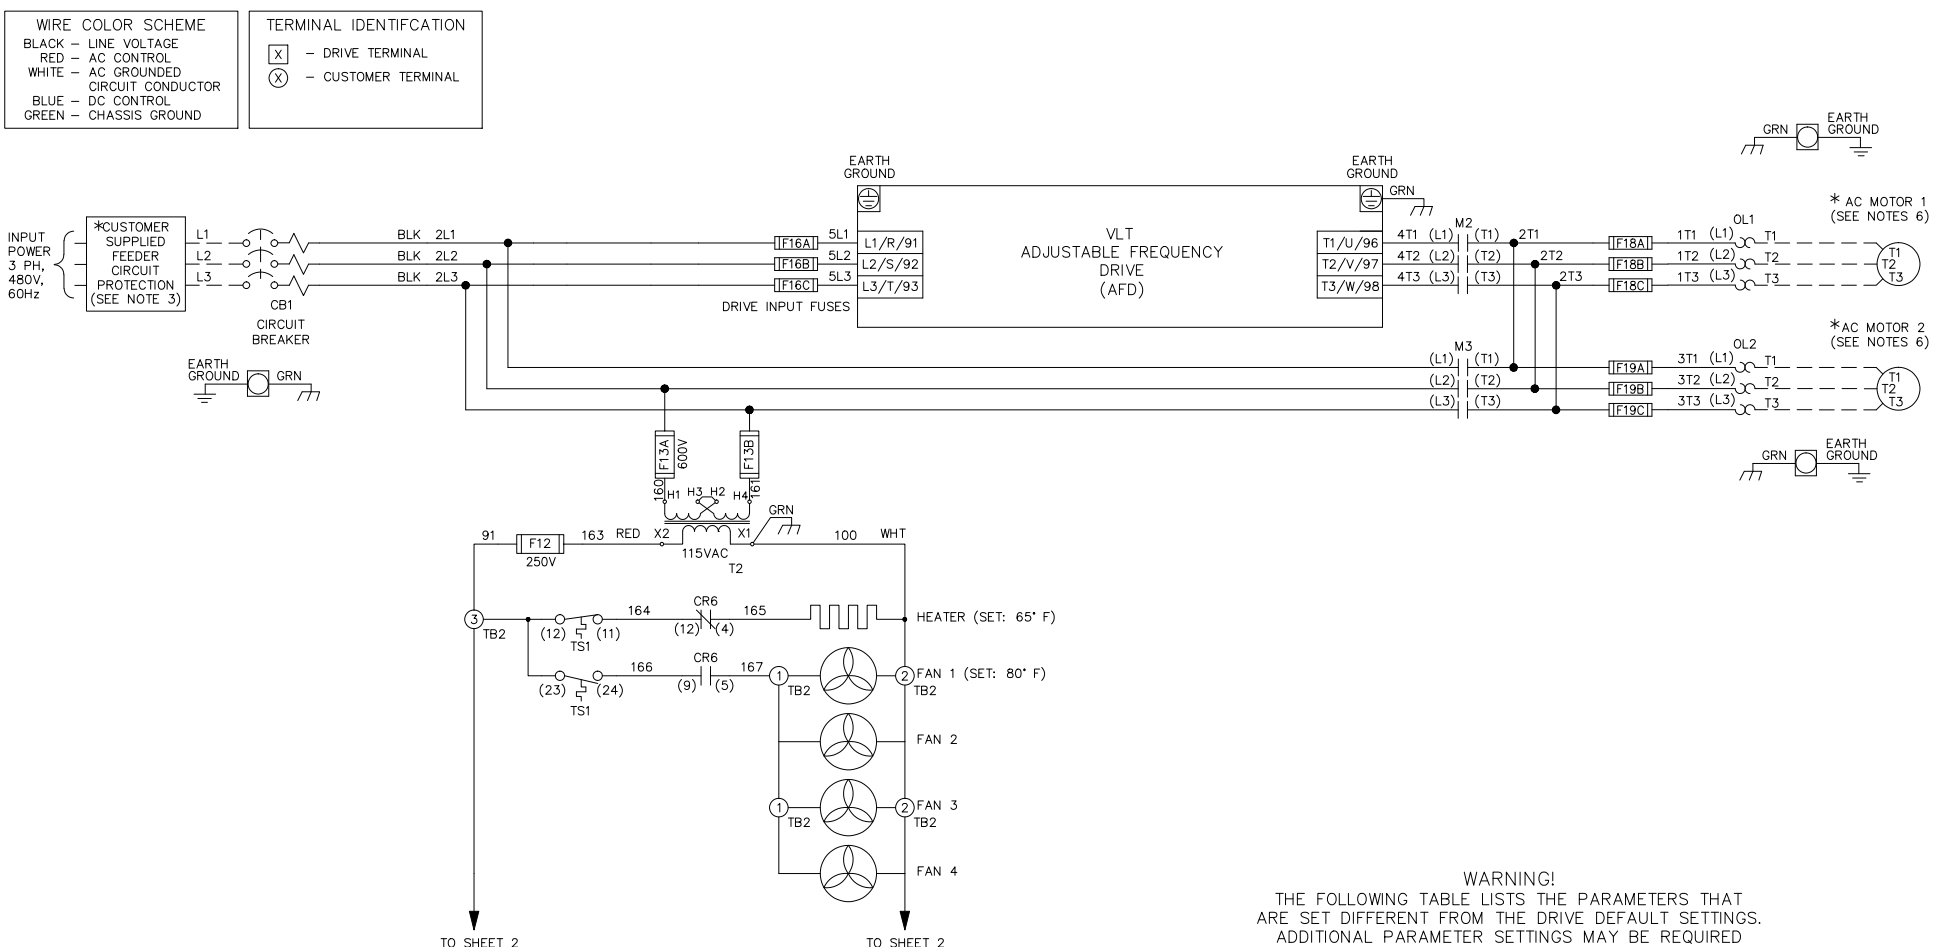 WIRE COLOR SCHEME
BLACK – LINE VOLTAGE
RED – AC CONTROL
WHITE – AC GROUNDED
CIRCUIT CONDUCTOR
BLUE – DC CONTROL
GREEN – CHASSIS GROUND
TERMINAL IDENTIFCATION
X – DRIVE TERMINAL
X – CUSTOMER TERMINAL
INPUT
POWER
3 PH,
480V,
60Hz
*CUSTOMER
SUPPLIED
FEEDER
CIRCUIT
PROTECTION
(SEE NOTE 3)
L1
L2
L3
CB1
CIRCUIT
BREAKER
EARTH
GROUND
GRN
BLK 2L1
BLK 2L2
BLK 2L3
F16A 5L1
F16B 5L2
F16C 5L3
DRIVE INPUT FUSES
EARTH
GROUND
L1/R/91
L2/S/92
L3/T/93
VLT
ADJUSTABLE FREQUENCY
DRIVE
(AFD)
EARTH
GROUND
GRN
T1/U/96
T2/V/97
T3/W/98
M2
4T1 (L1) (T1) 2T1
4T2 (L2) (T2) 2T2
4T3 (L3) (T3) 2T3
F18A 1T1 (L1) T1
F18B 1T2 (L2) T2
F18C 1T3 (L3) T3
OL1
GRN
EARTH
GROUND
* AC MOTOR 1
(SEE NOTES 6)
T1
T2
T3
M3
(L1) (T1)
(L2) (T2)
(L3) (T3)
F19A 3T1 (L1) T1
F19B 3T2 (L2) T2
F19C 3T3 (L3) T3
OL2
*AC MOTOR 2
(SEE NOTES 6)
T1
T2
T3
GRN
EARTH
GROUND
F13A
600V
F13B
160
161
H1 H3 H2 H4
GRN
91 F12 163 RED X2 X1 100 WHT
250V
115VAC
T2
3
TB2
(12) (11)
TS1
164
CR6
(12) (4)
165
HEATER (SET: 65° F)
(23) (24)
TS1
166
CR6
(9) (5)
167
1
TB2
2
TB2
FAN 1 (SET: 80° F)
FAN 2
1
TB2
2
TB2
FAN 3
FAN 4
TO SHEET 2
TO SHEET 2
WARNING!
THE FOLLOWING TABLE LISTS THE PARAMETERS THAT
ARE SET DIFFERENT FROM THE DRIVE DEFAULT SETTINGS.
ADDITIONAL PARAMETER SETTINGS MAY BE REQUIRED